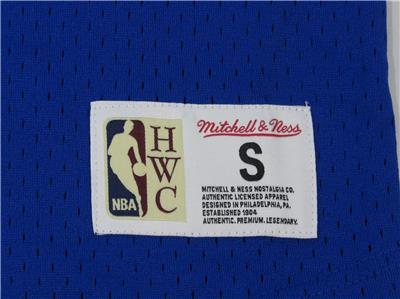 HWC
NBA
Mitchell & Ness
S
MITCHELL & NESS NOSTALGIA CO.
AUTHENTIC LICENSED APPAREL
DESIGNED IN PHILADELPHIA, PA.
ESTABLISHED 1904
AUTHENTIC. PREMIUM. LEGENDARY.